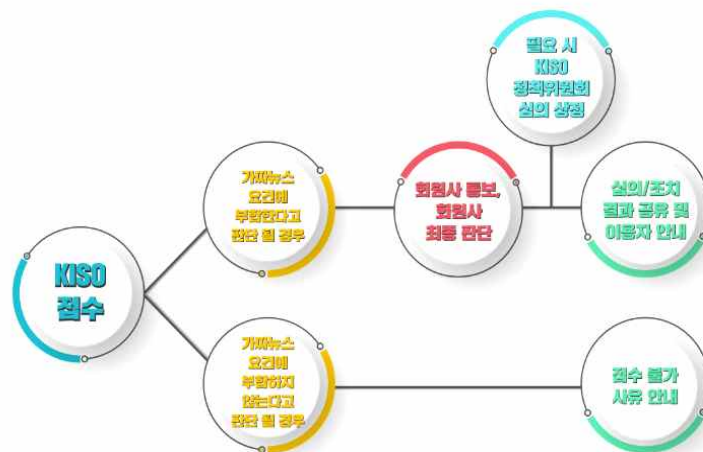 필요 시
KISO
정책위원회
심의 상정
가짜뉴스
요건에
부합한다고
판단 될 경우
회원사 통보,
회원사
최종 판단
심의/조치
결과 공유 및
이용자 안내
KISO
접수
가짜뉴스
요건에
부합하지
않는다고
판단 될 경우
접수 불가
사유 안내